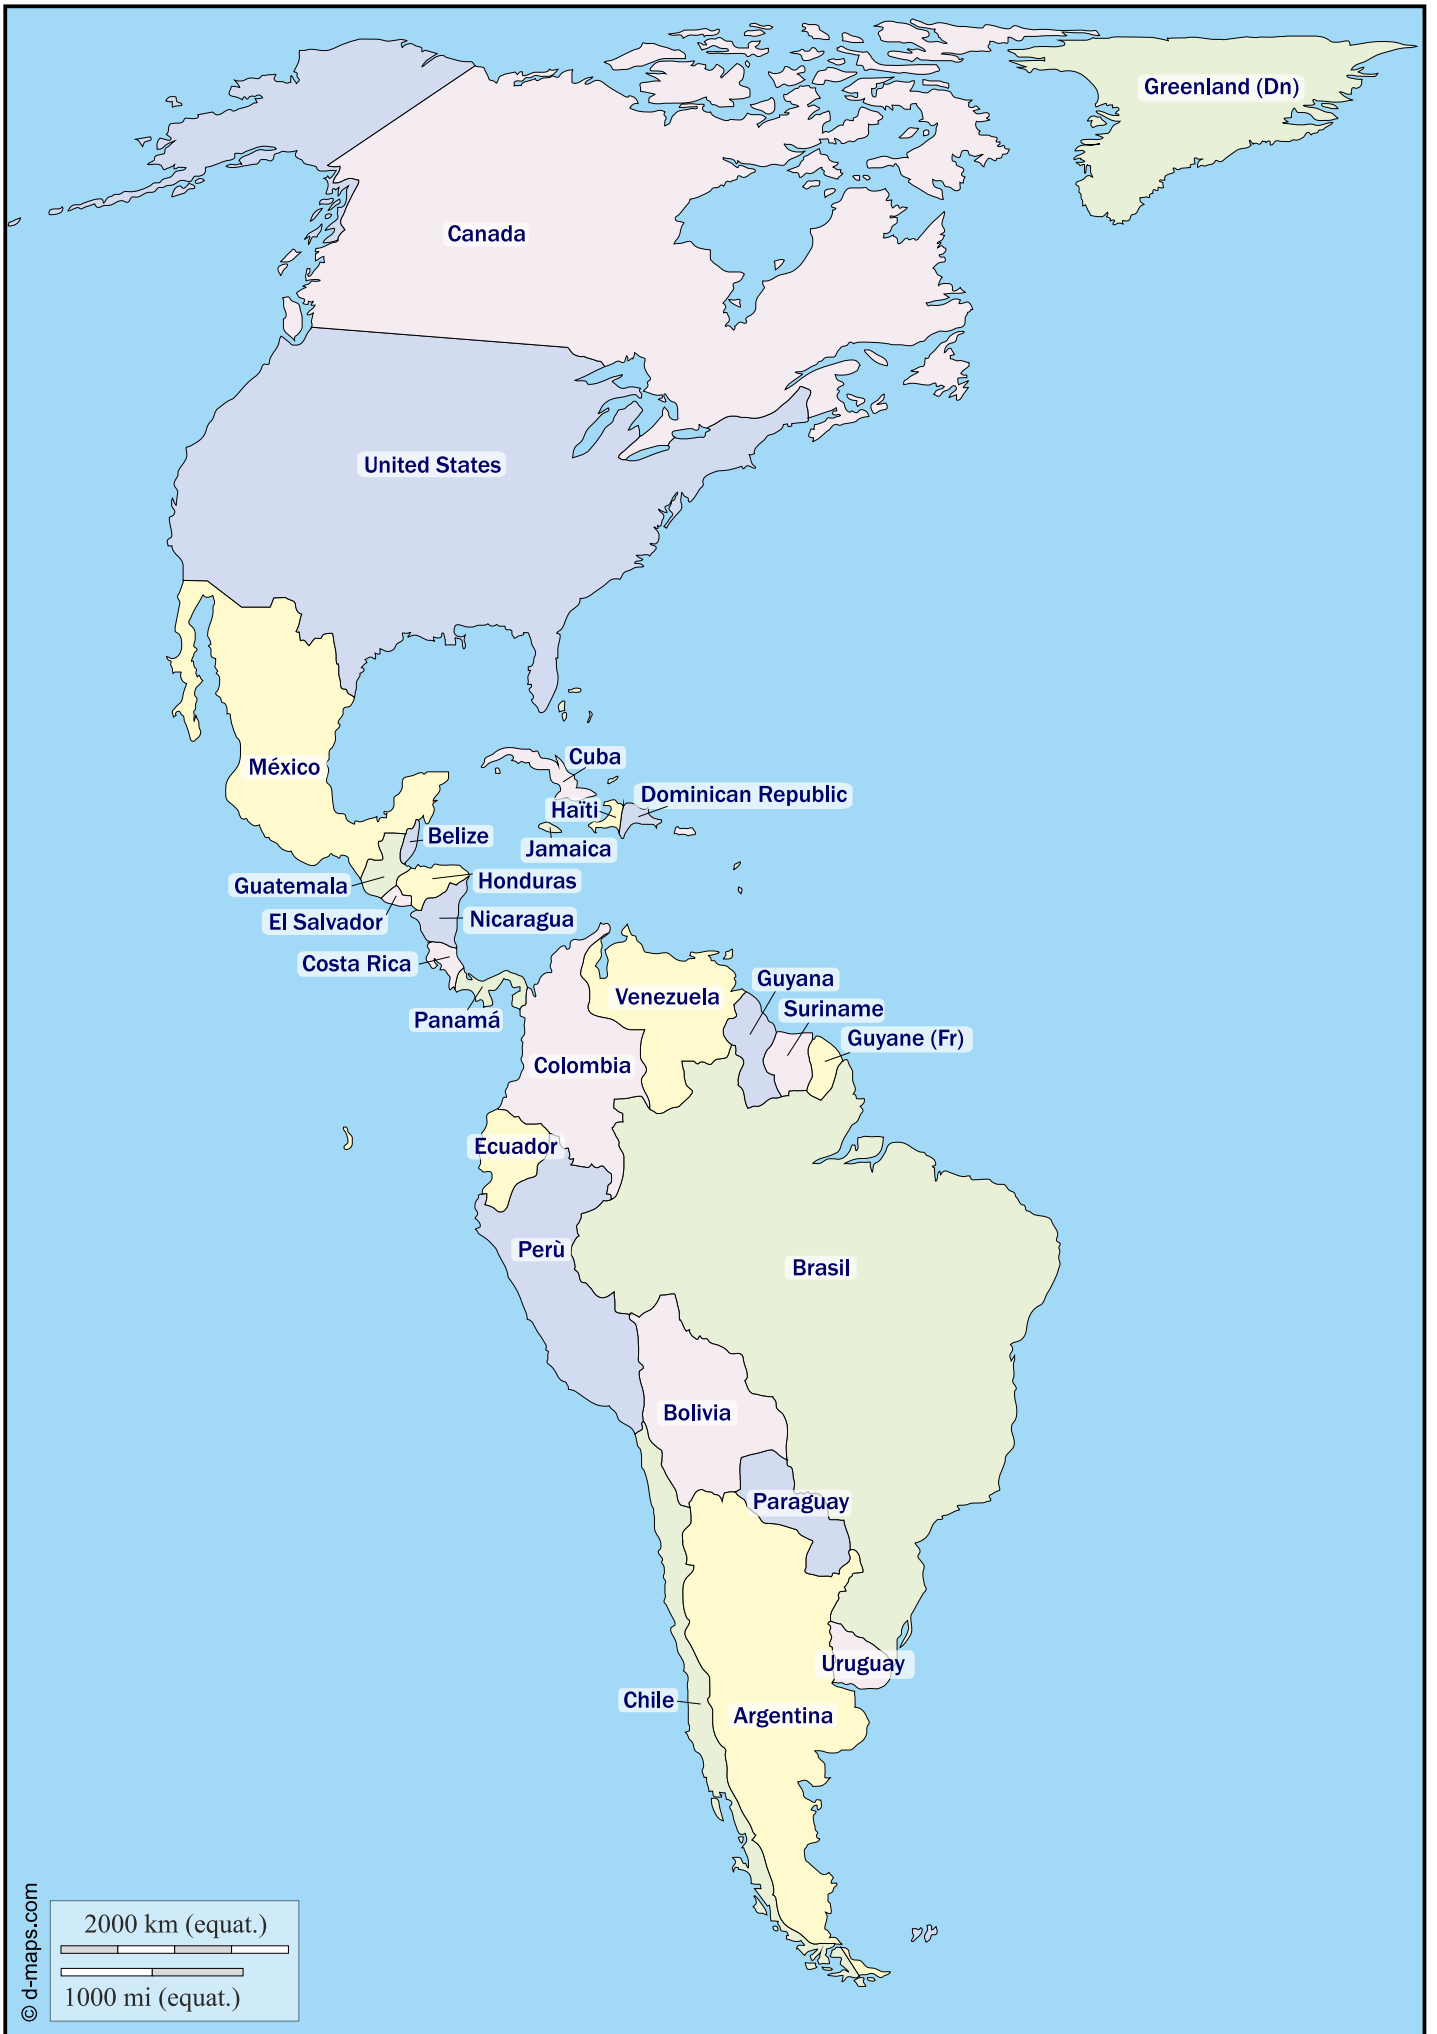 Greenland (Dn)
Canada
United States
México
Cuba
Dominican Republic
Haïti
Jamaica
Belize
Guatemala
Honduras
El Salvador
Nicaragua
Costa Rica
Panamá
Venezuela
Guyana
Suriname
Guyane (Fr)
Colombia
Ecuador
Perù
Brasil
Bolivia
Paraguay
Uruguay
Chile
Argentina
2000 km (equat.)
1000 mi (equat.)
© d-maps.com